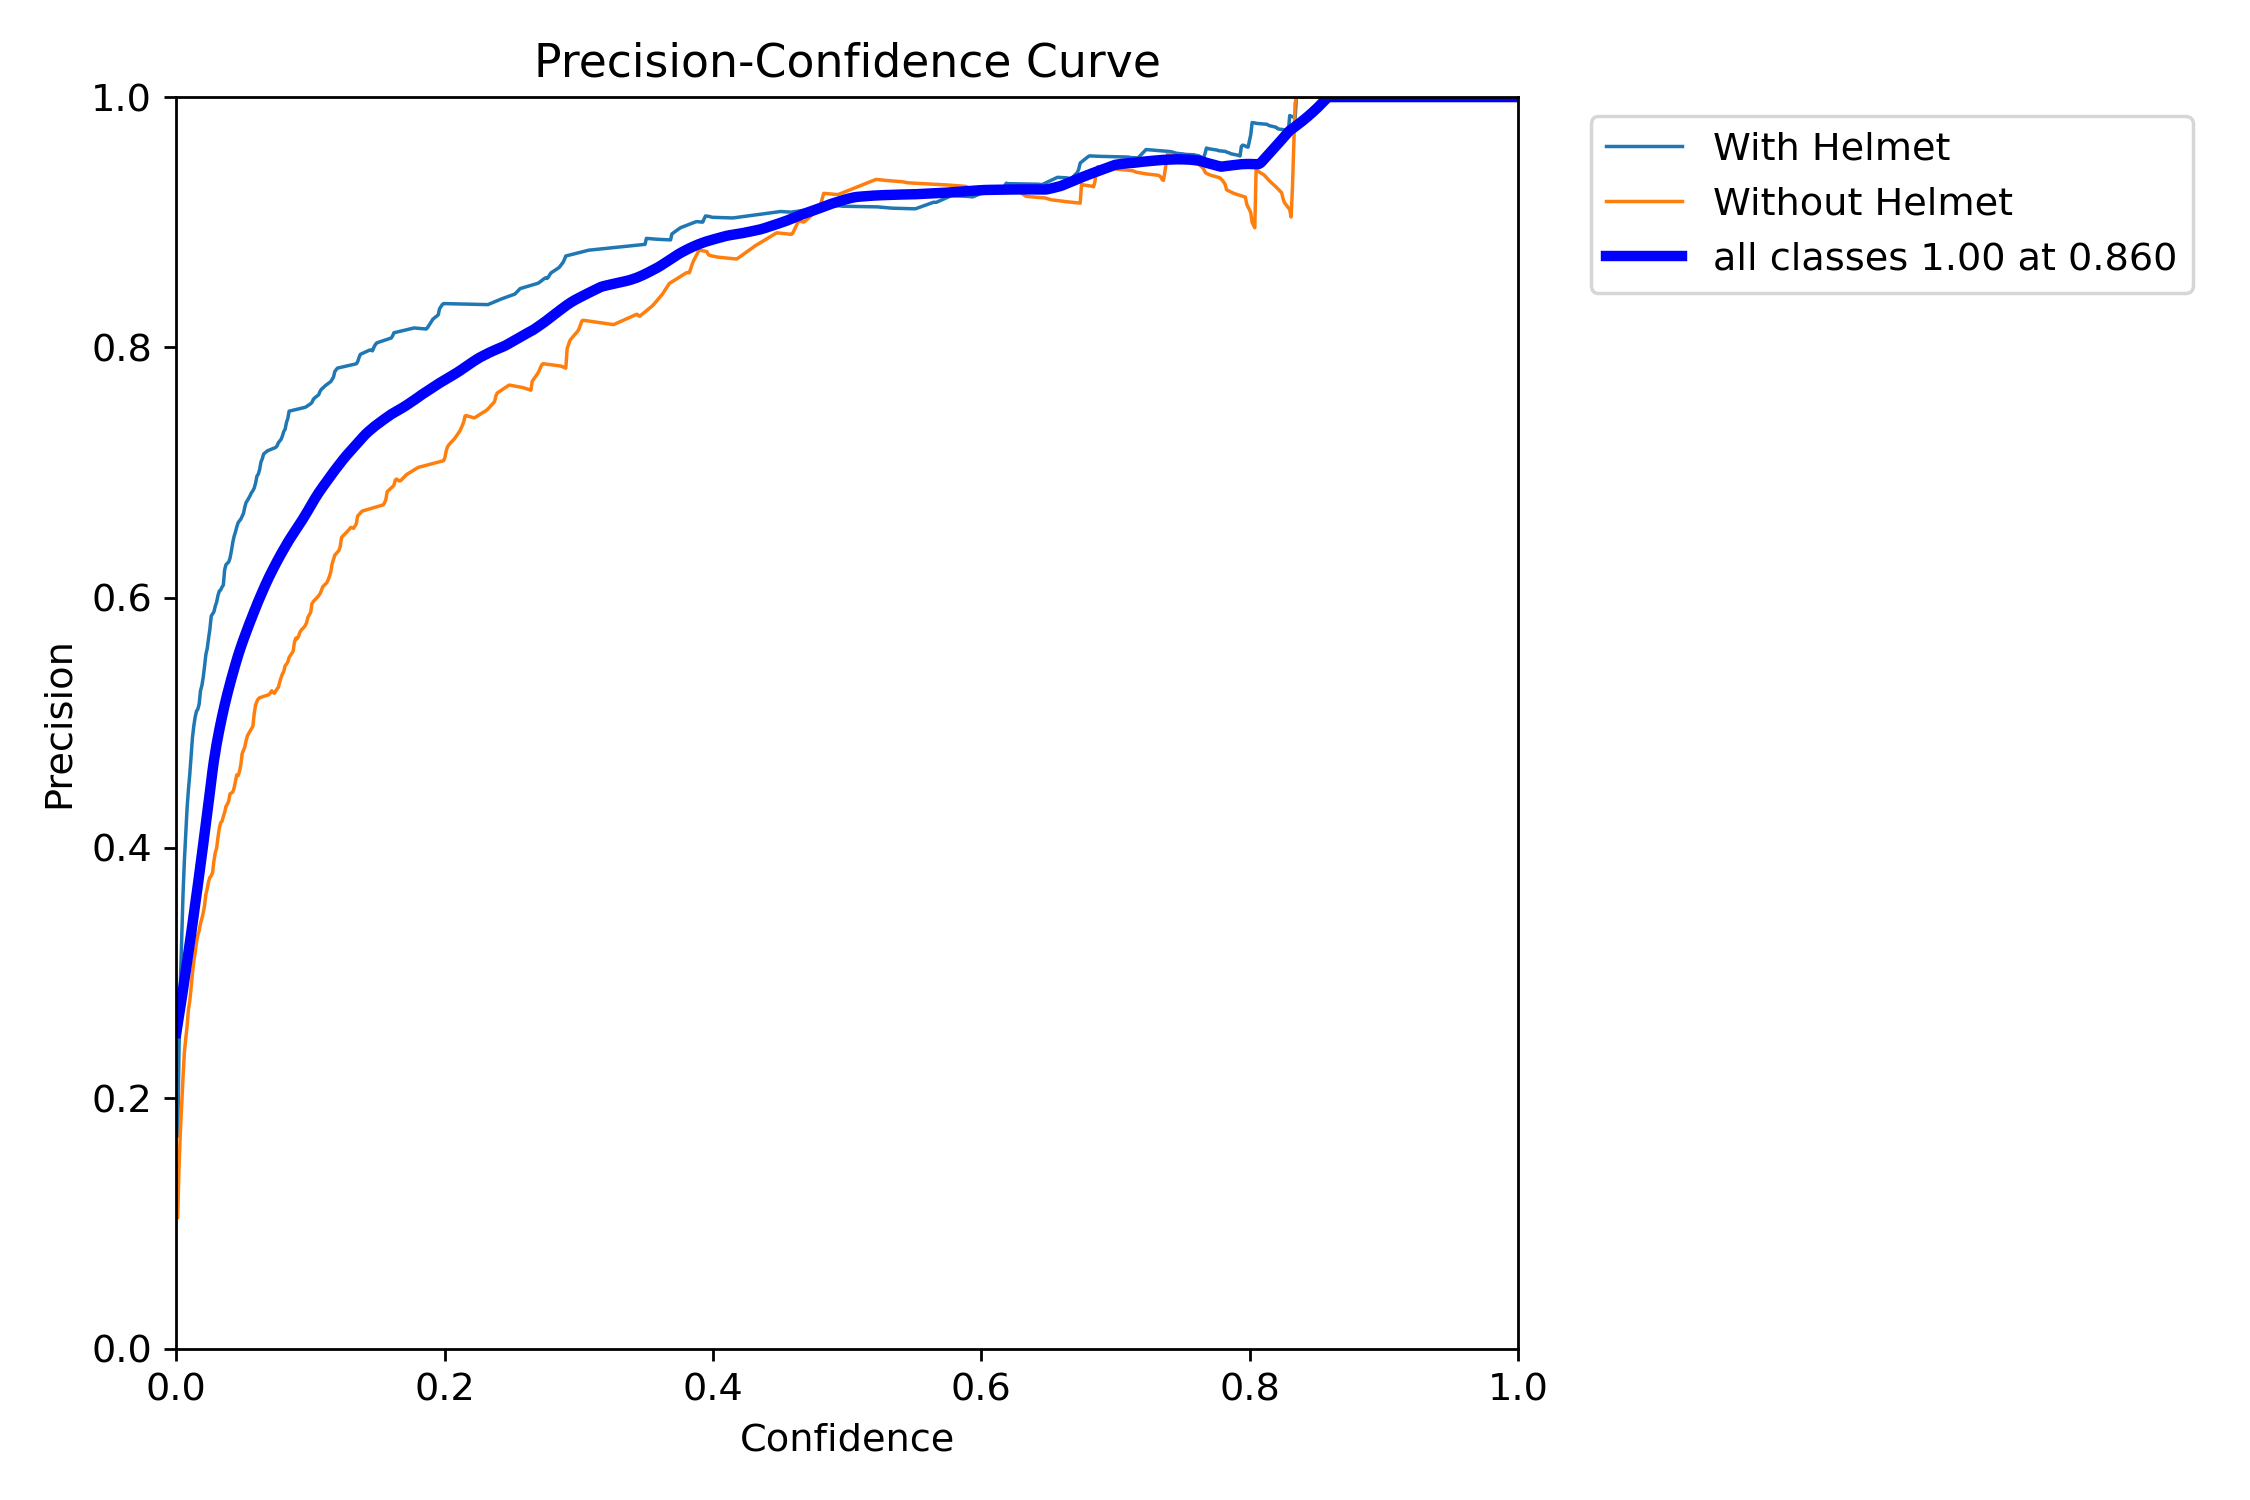 Precision-Confidence Curve
With Helmet
Without Helmet
all classes 1.00 at 0.860
Precision
1.0
0.8
0.6
0.4
0.2
0.0
0.0 0.2 0.4 0.6 0.8 1.0
Confidence